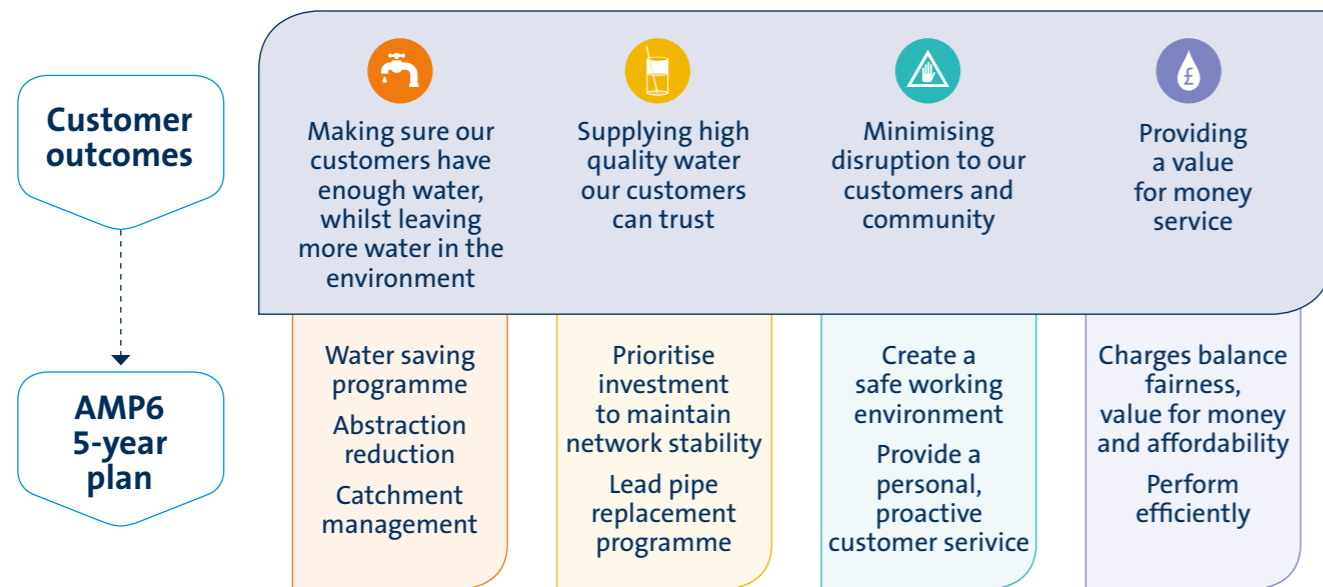 Customer
outcomes
Making sure our
customers have
enough water,
whilst leaving
more water in the
environment
Supplying high
quality water
our customers
can trust
Minimising
disruption to our
customers and
community
£
Providing
a value
for money
service
AMP6
5-year
plan
Water saving
programme
Abstraction
reduction
Catchment
management
Prioritise
investment
to maintain
network stability
Lead pipe
replacement
programme
Create a
safe working
environment
Provide a
personal,
proactive
customer serivice
Charges balance
fairness,
value for money
and affordability
Perform
efficiently